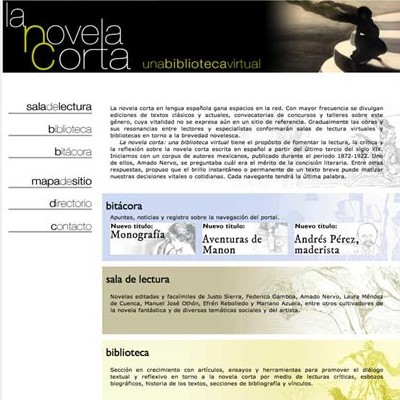 la
novela
corta
unabibliotecavirtual
saladelectura
biblioteca
bitácora
mapadesitio
directorio
contacto
La novela corta en lengua española gana espacios en la red. Con mayor frecuencia se divulgan
ediciones de textos clásicos y actuales, convocatorias de concursos y talleres sobre este
género, cuya vitalidad no se expresa aún en un sitio de referencia. Gradualmente las obras y
sus resonancias entre lectores y especialistas conformarán salas de lectura virtuales y
bibliotecas en torno a la brevedad novelesca.
La novela corta: una biblioteca virtual tiene el propósito de fomentar la lectura, la crítica y
la reflexión sobre la novela corta escrita en español a partir del último tercio del siglo XIX.
Iniciamos con un corpus de autores mexicanos, publicado durante el periodo 1872-1922. Uno
de ellos, Amado Nervo, se preguntaba cuál era el mérito de la concisión literaria. Entre otras
respuestas, propuso que el brillo instantáneo o permanente de un texto breve puede matizar
nuestras decisiones vitales o cotidianas. Cada navegante tendrá la última palabra.
bitácora
Apuntes, noticias y registro sobre la navegación del portal.
Nuevo título:
Monografía
Nuevo título:
Aventuras de
Manon
Nuevo título:
Andrés Pérez,
maderista
sala de lectura
Novelas editadas y facsímiles de Justo Sierra, Federico Gamboa, Amado Nervo, Laura Méndez
de Cuenca, Manuel José Othón, Efrén Rebolledo y Mariano Azuela, entre otros cultivadores de
la novela fantástica y de diversas temáticas sociales y del artista.
biblioteca
Sección en crecimiento con artículos, ensayos y herramientas para promover el diálogo
textual y reflexivo en torno a la novela corta por medio de lecturas críticas, esbozos
biográficos, historia de los textos, secciones de bibliografía y vínculos.